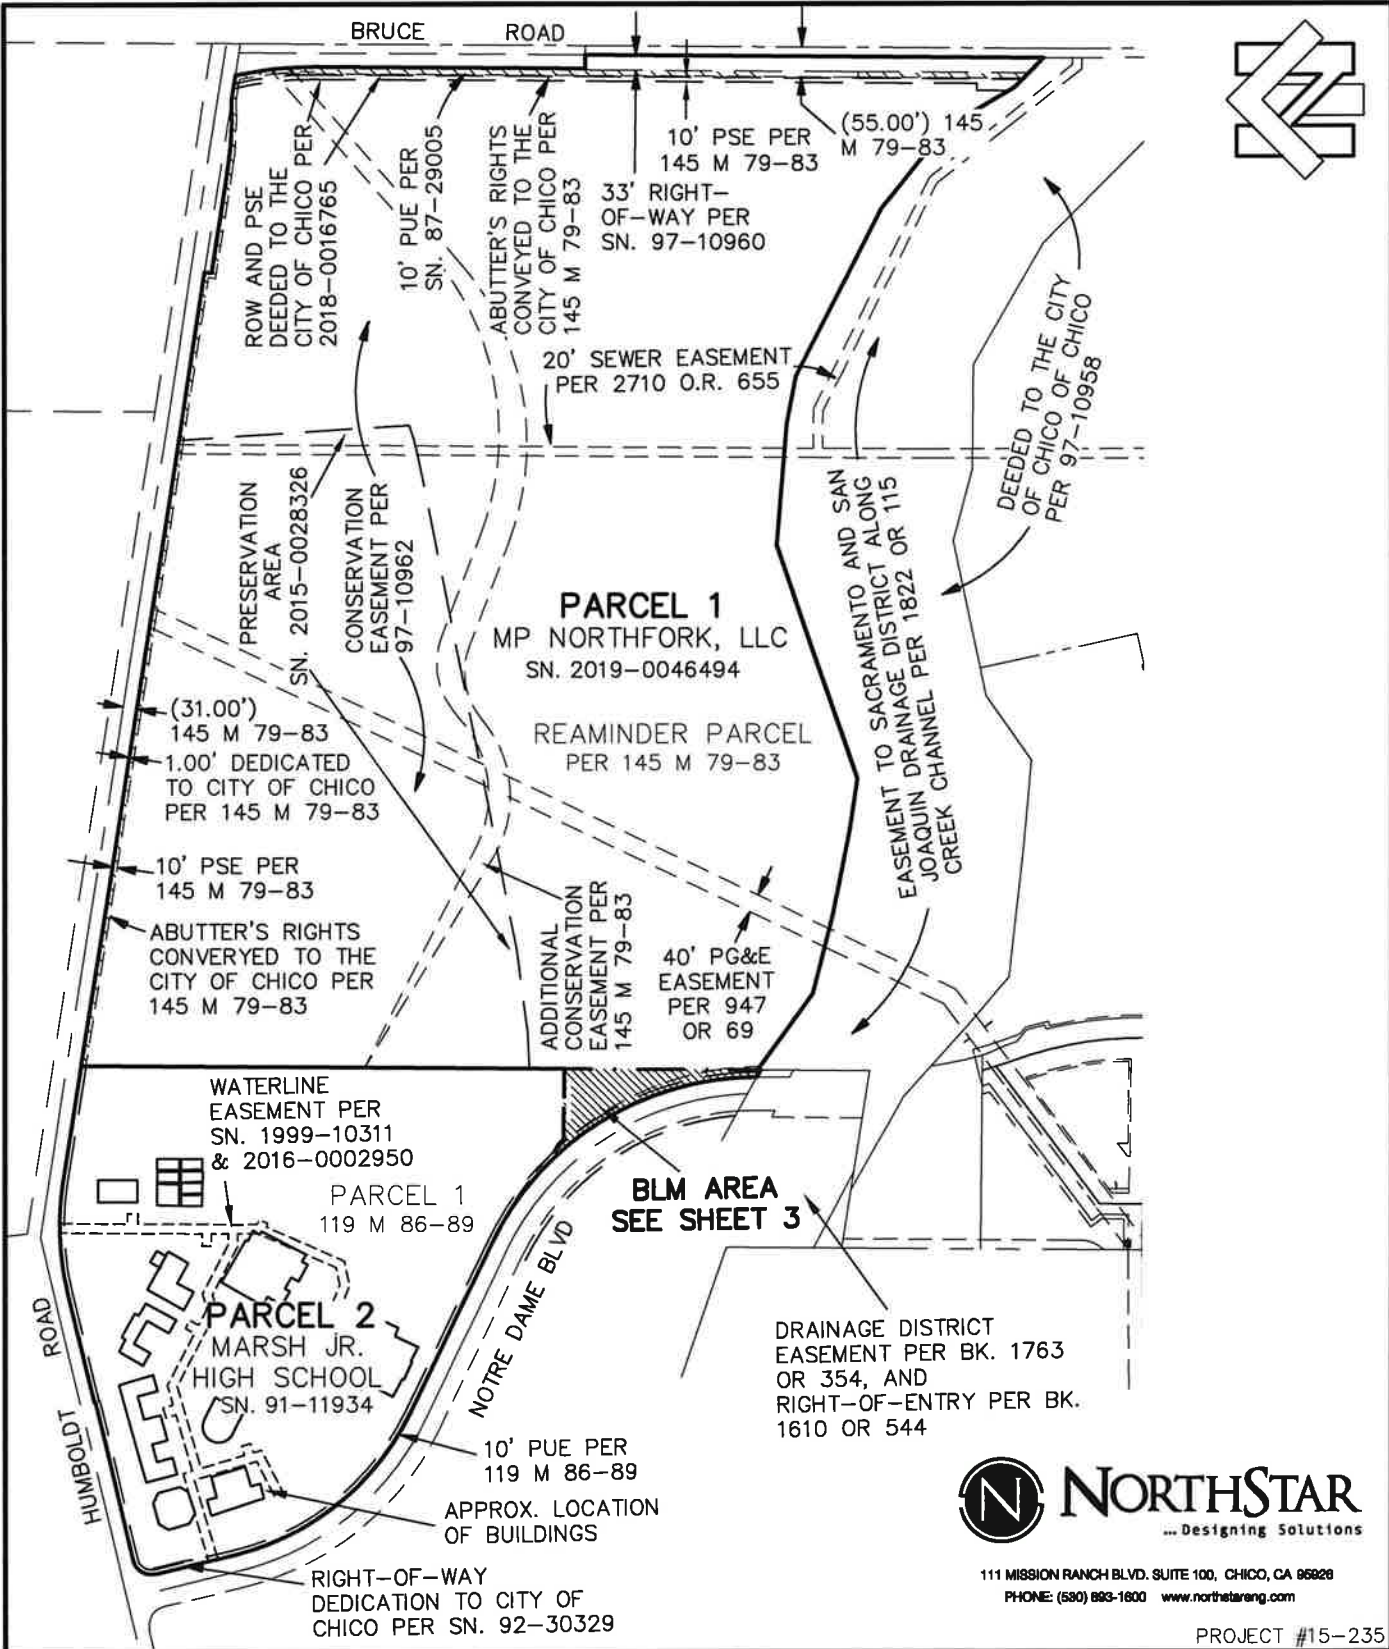 BRUCE ROAD
ROW AND PSE
DEEDED TO THE
CITY OF CHICO PER
2018-0016765
10' PUE PER
SN. 87-29005
ABUTTER'S RIGHTS
CONVEYED TO THE
CITY OF CHICO PER
145 M 79-83
10' PSE PER
145 M 79-83
33' RIGHT-
OF-WAY PER
SN. 97-10960
(55.00') 145
M 79-83
20' SEWER EASEMENT
PER 2710 O.R. 655
DEEDED TO THE CITY
OF CHICO OF CHICO
PER 97-10958
PRESERVATION
AREA
SN. 2015-0028326
CONSERVATION
EASEMENT PER
97-10962
EASEMENT TO SACRAMENTO AND SAN
JOAQUIN DRAINAGE DISTRICT ALONG
CREEK CHANNEL PER 1822 OR 115
PARCEL 1
MP NORTHFORK, LLC
SN. 2019-0046494
REAMINDER PARCEL
PER 145 M 79-83
(31.00')
145 M 79-83
1.00' DEDICATED
TO CITY OF CHICO
PER 145 M 79-83
10' PSE PER
145 M 79-83
ABUTTER'S RIGHTS
CONVERYED TO THE
CITY OF CHICO PER
145 M 79-83
ADDITIONAL
CONSERVATION
EASEMENT PER
145 M 79-83
40' PG&E
EASEMENT
PER 947
OR 69
WATERLINE
EASEMENT PER
SN. 1999-10311
& 2016-0002950
PARCEL 1
119 M 86-89
BLM AREA
SEE SHEET 3
PARCEL 2
MARSH JR.
HIGH SCHOOL
SN. 91-11934
NOTRE DAME BLVD
HUMBOLDT ROAD
DRAINAGE DISTRICT
EASEMENT PER BK. 1763
OR 354, AND
RIGHT-OF-ENTRY PER BK.
1610 OR 544
10' PUE PER
119 M 86-89
APPROX. LOCATION
OF BUILDINGS
RIGHT-OF-WAY
DEDICATION TO CITY OF
CHICO PER SN. 92-30329
N NORTHSTAR
... Designing Solutions
111 MISSION RANCH BLVD. SUITE 100, CHICO, CA 95926
PHONE: (530) 893-1600 www.northstareng.com
PROJECT #15-235